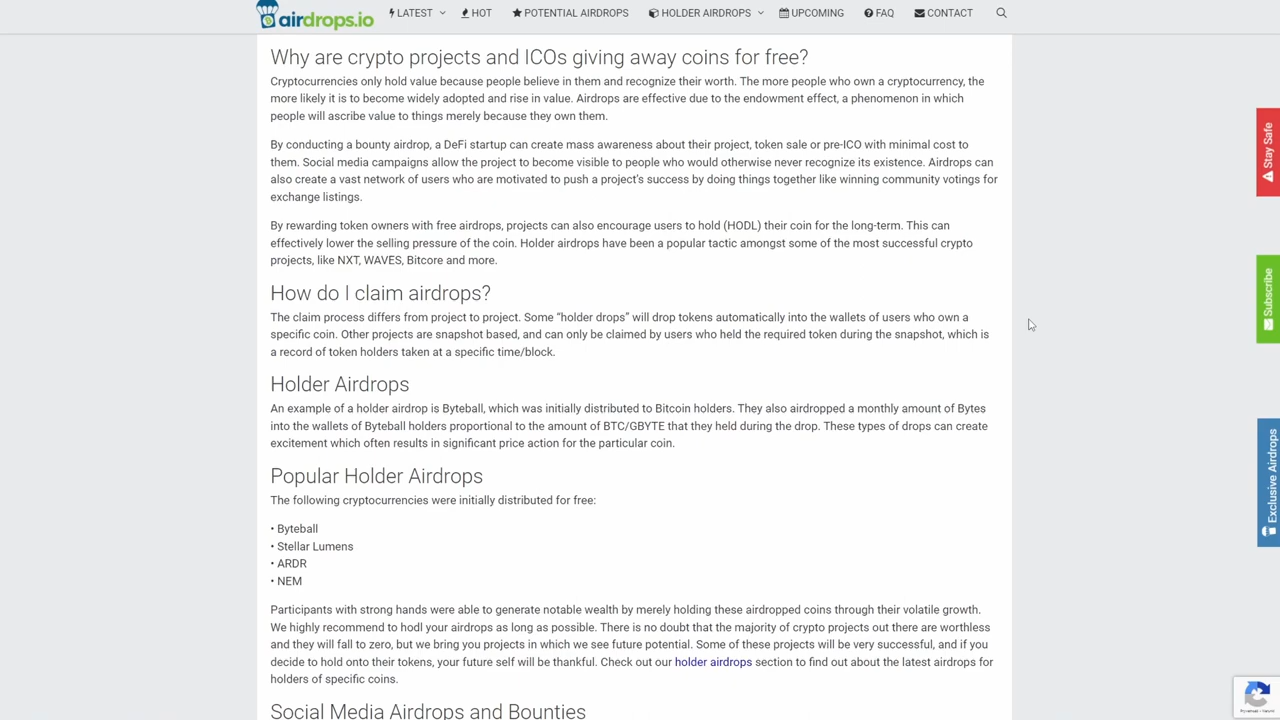 airdrops.io
LATEST
HOT
POTENTIAL AIRDROPS
HOLDER AIRDROPS
UPCOMING
FAQ
CONTACT
Why are crypto projects and ICOs giving away coins for free?
Cryptocurrencies only hold value because people believe in them and recognize their worth. The more people who own a cryptocurrency, the
more likely it is to become widely adopted and rise in value. Airdrops are effective due to the endowment effect, a phenomenon in which
people will ascribe value to things merely because they own them.
By conducting a bounty airdrop, a DeFi startup can create mass awareness about their project, token sale or pre-ICO with minimal cost to
them. Social media campaigns allow the project to become visible to people who would otherwise never recognize its existence. Airdrops can
also create a vast network of users who are motivated to push a project's success by doing things together like winning community votings for
exchange listings.
By rewarding token owners with free airdrops, projects can also encourage users to hold (HODL) their coin for the long-term. This can
effectively lower the selling pressure of the coin. Holder airdrops have been a popular tactic amongst some of the most successful crypto
projects, like NXT, WAVES, Bitcore and more.
How do I claim airdrops?
The claim process differs from project to project. Some “holder drops” will drop tokens automatically into the wallets of users who own a
specific coin. Other projects are snapshot based, and can only be claimed by users who held the required token during the snapshot, which is
a record of token holders taken at a specific time/block.
Holder Airdrops
An example of a holder airdrop is Byteball, which was initially distributed to Bitcoin holders. They also airdropped a monthly amount of Bytes
into the wallets of Byteball holders proportional to the amount of BTC/GBYTE that they held during the drop. These types of drops can create
excitement which often results in significant price action for the particular coin.
Popular Holder Airdrops
The following cryptocurrencies were initially distributed for free:
• Byteball
• Stellar Lumens
• ARDR
• NEM
Participants with strong hands were able to generate notable wealth by merely holding these airdropped coins through their volatile growth.
We highly recommend to hodl your airdrops as long as possible. There is no doubt that the majority of crypto projects out there are worthless
and they will fall to zero, but we bring you projects in which we see future potential. Some of these projects will be very successful, and if you
decide to hold onto their tokens, your future self will be thankful. Check out our holder airdrops section to find out about the latest airdrops for
holders of specific coins.
Social Media Airdrops and Bounties
Stay Safe
Subscribe
Exclusive Airdrops